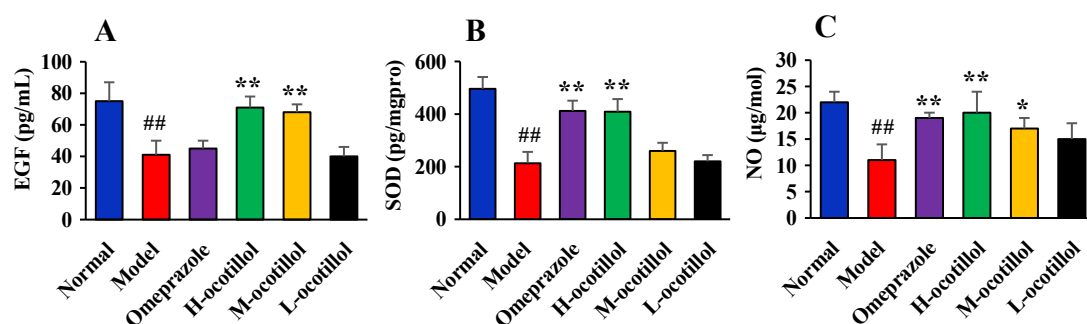 A
EGF (pg/mL)
100
80
60
40
20
0
##
**
**
Normal
Model
Omeprazole
H-ocotillol
M-ocotillol
L-ocotillol
B
SOD (pg/mgpro)
600
400
200
0
##
**
**
Normal
Model
Omeprazole
H-ocotillol
M-ocotillol
L-ocotillol
C
NO (μg/mol)
30
25
20
15
10
5
0
##
**
**
*
Normal
Model
Omeprazole
H-ocotillol
M-ocotillol
L-ocotillol